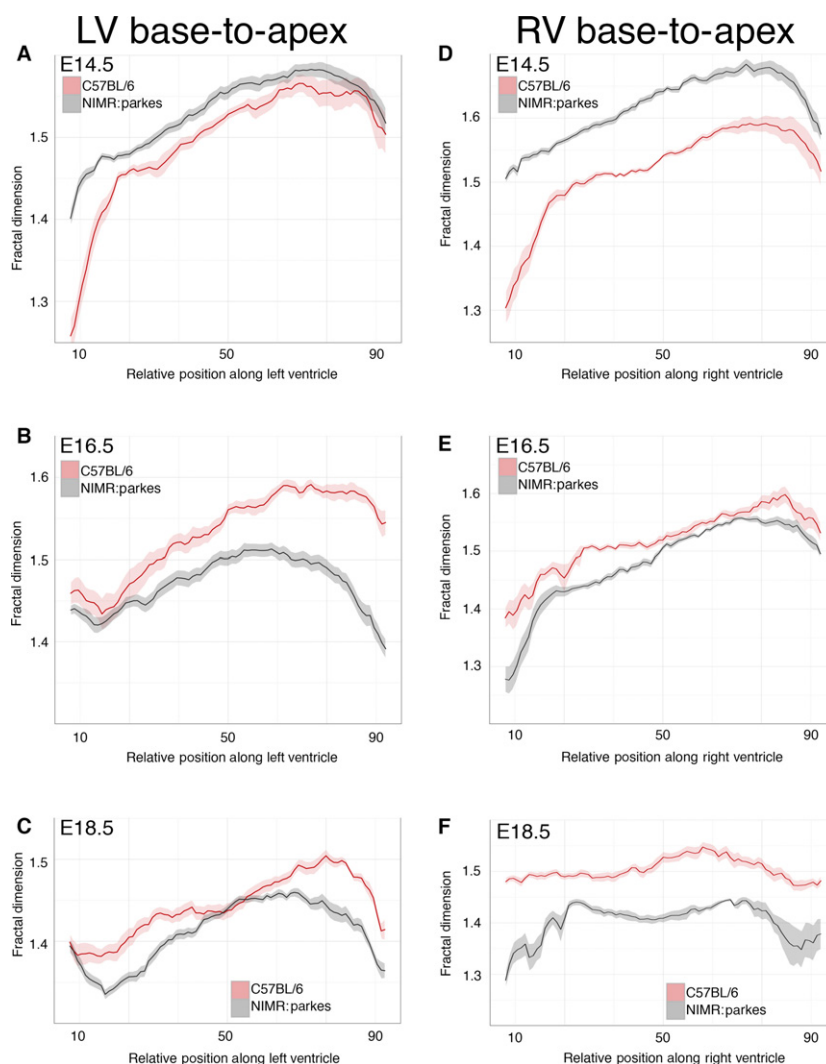 LV base-to-apex
RV base-to-apex
A
E14.5
C57BL/6
NIMR:parkes
Fractal dimension
1.5
1.4
1.3
10
50
90
Relative position along left ventricle
D
E14.5
C57BL/6
NIMR:parkes
Fractal dimension
1.6
1.5
1.4
1.3
10
50
90
Relative position along right ventricle
B
E16.5
C57BL/6
NIMR:parkes
Fractal dimension
1.6
1.5
1.4
10
50
90
Relative position along left ventricle
E
E16.5
C57BL/6
NIMR:parkes
Fractal dimension
1.6
1.5
1.4
1.3
10
50
90
Relative position along right ventricle
C
E18.5
Fractal dimension
1.5
1.4
C57BL/6
NIMR:parkes
10
50
90
Relative position along left ventricle
F
E18.5
Fractal dimension
1.5
1.4
1.3
C57BL/6
NIMR:parkes
10
50
90
Relative position along right ventricle